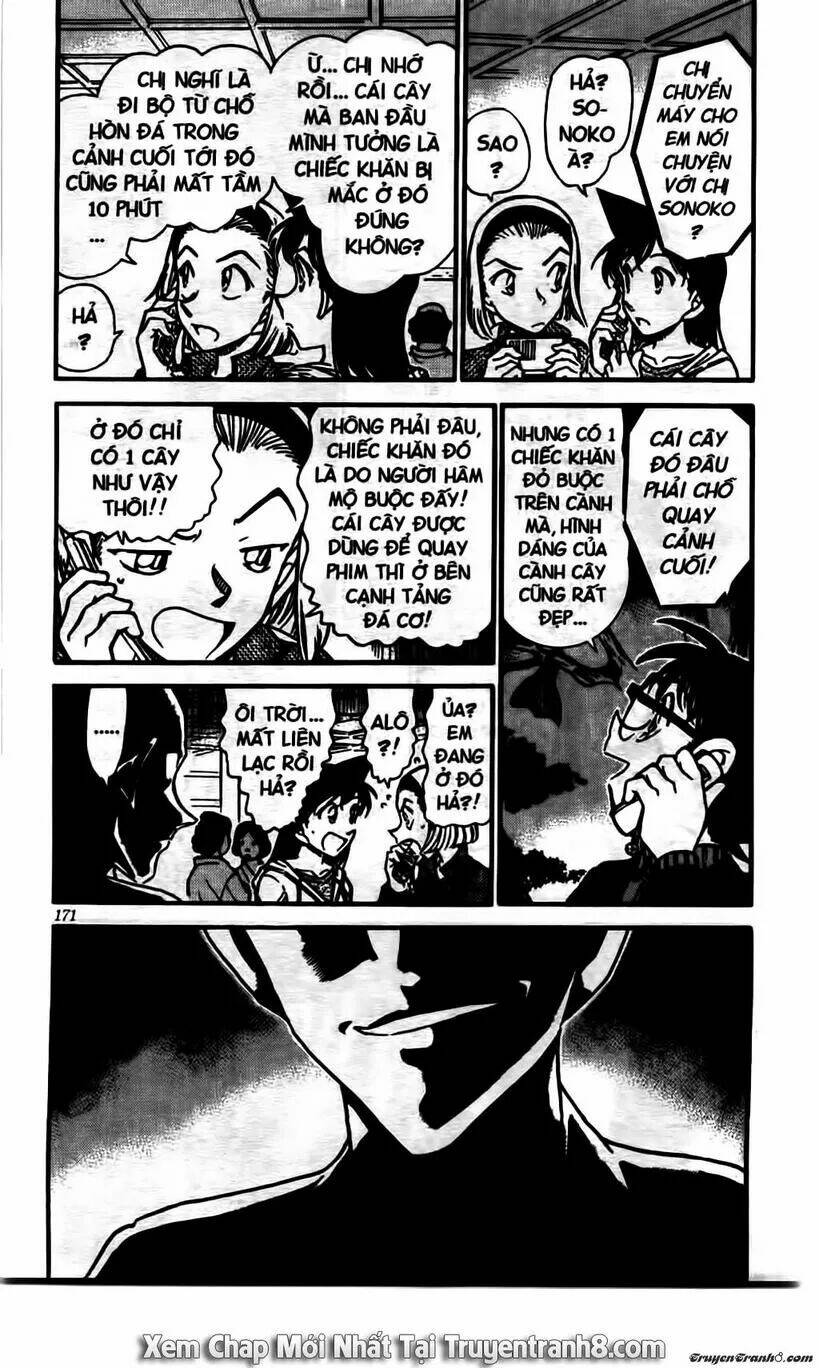 CHỊ
CHUYỂN
MÁY CHO
EM NÓI
CHUYỆN
VỚI CHỊ
SONOKO
?
HẢ?
SO-
NOKO
À?
SAO
?
Ừ... CHỊ NHỚ
RỒI... CÁI CÂY
MÀ BAN ĐẦU
MÌNH TƯỞNG LÀ
CHIẾC KHĂN BỊ
MẮC Ở ĐÓ
ĐÚNG
KHÔNG?
CHỊ NGHĨ LÀ
ĐI BỘ TỪ CHỖ
HÒN ĐÁ TRONG
CẢNH CUỐI TỚI ĐÓ
CŨNG PHẢI MẤT TẦM
10 PHÚT
...
HẢ
?
CÁI CÂY
ĐÓ ĐÂU
PHẢI CHỖ
QUAY
CẢNH
CUỐI!
NHƯNG CÓ 1
CHIẾC KHĂN
ĐỎ BUỘC
TRÊN CÀNH
MÀ, HÌNH
DÁNG CỦA
CÀNH CÂY
CŨNG RẤT
ĐẸP...
KHÔNG PHẢI ĐÂU,
CHIẾC KHĂN ĐÓ
LÀ DO NGƯỜI HÂM
MỘ BUỘC ĐẤY!
CÁI CÂY ĐƯỢC
DÙNG ĐỂ QUAY
PHIM THÌ Ở BÊN
CẠNH TẢNG
ĐÁ CƠ!
Ở ĐÓ CHỈ
CÓ 1 CÂY
NHƯ VẬY
THÔI!!
ỦA?
EM
ĐANG
Ở ĐÓ
HẢ?!
ALÔ
?!
ÔI TRỜI...
MẤT LIÊN
LẠC RỒI
HẢ?
......
171
Xem Chap Mới Nhất Tại Truyentranh8.com
TruyenTranh8.com